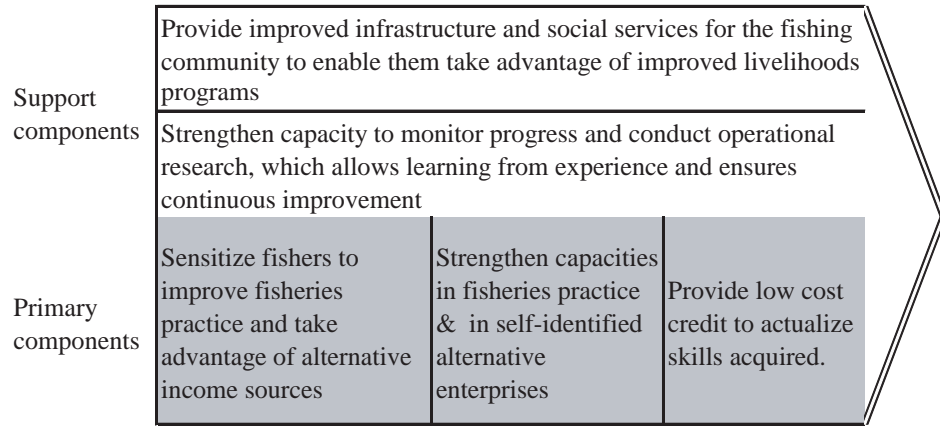 Support
components
Provide improved infrastructure and social services for the fishing
community to enable them take advantage of improved livelihoods
programs
Strengthen capacity to monitor progress and conduct operational
research, which allows learning from experience and ensures
continuous improvement
Primary
components
Sensitize fishers to
improve fisheries
practice and take
advantage of alternative
income sources
Strengthen capacities
in fisheries practice
& in self-identified
alternative
enterprises
Provide low cost
credit to actualize
skills acquired.